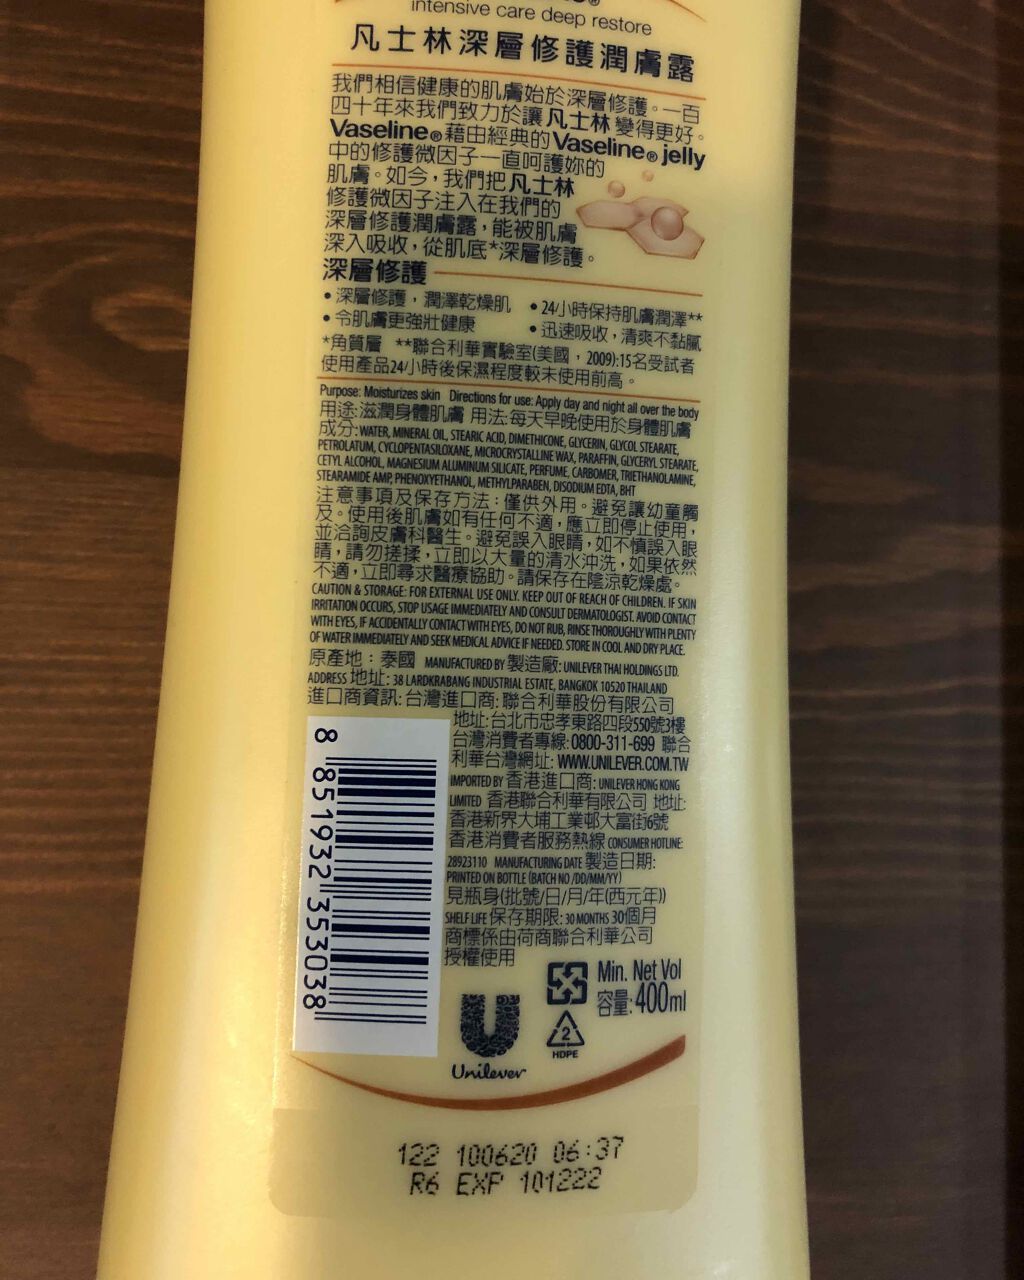 intensive care deep restore
凡士林深層修護潤膚露
我們相信健康的肌膚始於深層修護。一百
四十年來我們致力於讓凡士林變得更好。
Vaseline®藉由經典的Vaseline® jelly
中的修護微因子一直呵護妳的
肌膚。如今,我們把凡士林
修護微因子注入在我們的
深層修護潤膚露,能被肌膚
深入吸收,從肌底*深層修護。
深層修護
•深層修護,潤澤乾燥肌 •24小時保持肌膚潤澤**
•令肌膚更強壯健康 •迅速吸收,清爽不黏膩
*角質層 **聯合利華實驗室(美國,2009):15名受試者
使用產品24小時後保濕程度較未使用前高。
Purpose: Moisturizes skin Directions for use: Apply day and night all over the body
用途:滋潤身體肌膚 用法:每天早晚使用於身體肌膚
成分:WATER, MINERAL OIL, STEARIC ACID, DIMETHICONE, GLYCERIN, GLYCOL STEARATE,
PETROLATUM, CYCLOPENTASILOXANE, MICROCRYSTALLINE WAX, PARAFFIN, GLYCERYL STEARATE,
CETYL ALCOHOL, MAGNESIUM ALUMINUM SILICATE, PERFUME, CARBOMER, TRIETHANOLAMINE,
STEARAMIDE AMP, PHENOXYETHANOL, METHYLPARABEN, DISODIUM EDTA, BHT
注意事項及保存方法:僅供外用。避免讓幼童觸
及。使用後肌膚如有任何不適,應立即停止使用,
並洽詢皮膚科醫生。避免誤入眼睛,如不慎誤入眼
睛,請勿搓揉,立即以大量的清水沖洗,如果依然
不適,立即尋求醫療協助。請保存在陰涼乾燥處。
CAUTION & STORAGE: FOR EXTERNAL USE ONLY. KEEP OUT OF REACH OF CHILDREN. IF SKIN
IRRITATION OCCURS, STOP USAGE IMMEDIATELY AND CONSULT DERMATOLOGIST. AVOID CONTACT
WITH EYES, IF ACCIDENTALLY CONTACT WITH EYES, DO NOT RUB, RINSE THOROUGHLY WITH PLENTY
OF WATER IMMEDIATELY AND SEEK MEDICAL ADVICE IF NEEDED. STORE IN COOL AND DRY PLACE.
原產地:泰國 MANUFACTURED BY 製造廠: UNILEVER THAI HOLDINGS LTD.
ADDRESS 地址: 38 LARDKRABANG INDUSTRIAL ESTATE, BANGKOK 10520 THAILAND
進口商資訊:台灣進口商:聯合利華股份有限公司
地址:台北市忠孝東路四段550號3樓
台灣消費者專線:0800-311-699 聯合
利華台灣網址: WWW.UNILEVER.COM.TW
IMPORTED BY 香港進口商: UNILEVER HONG KONG
LIMITED 香港聯合利華有限公司 地址:
香港新界大埔工業邨大富街6號
香港消費者服務熱線 CONSUMER HOTLINE:
28923110 MANUFACTURING DATE 製造日期:
PRINTED ON BOTTLE (BATCH NO /DD/MM/YY)
見瓶身(批號/日/月/年(西元年))
SHELF LIFE 保存期限: 30 MONTHS 30個月
商標係由荷商聯合利華公司
授權使用
8 851932 353038
Min. Net Vol
容量: 400ml
2
HDPE
Unilever
122 100620 06:37
R6 EXP 101222